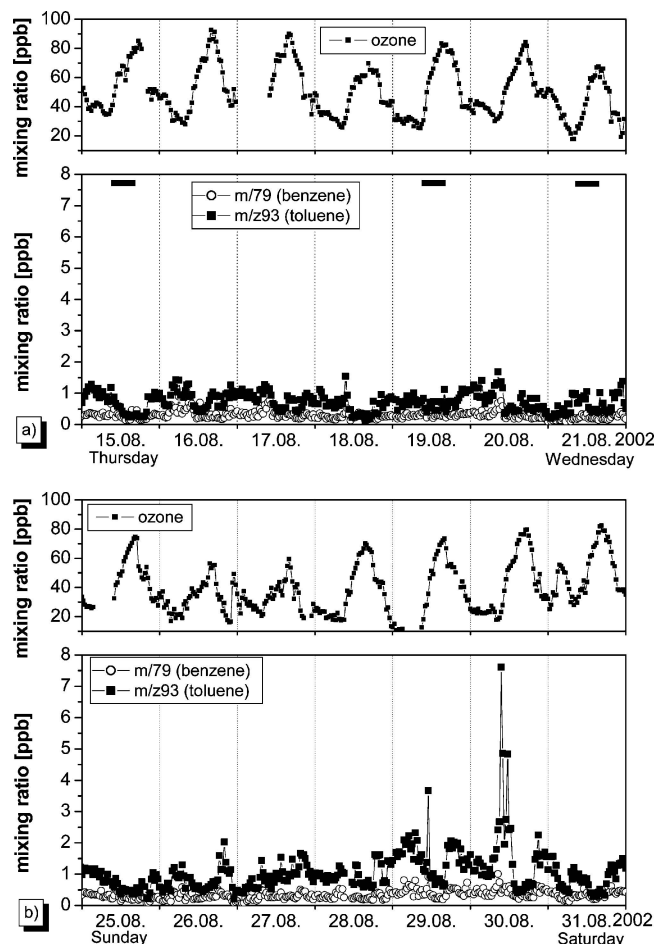 mixing ratio [ppb]
100
80
60
40
20
ozone
mixing ratio [ppb]
8
7
6
5
4
3
2
1
0
m/79 (benzene)
m/z93 (toluene)
a)
15.08. 16.08. 17.08. 18.08. 19.08. 20.08. 21.08.2002
Thursday Wednesday
mixing ratio [ppb]
100
80
60
40
20
ozone
mixing ratio [ppb]
8
7
6
5
4
3
2
1
0
m/79 (benzene)
m/z93 (toluene)
b)
25.08. 26.08. 27.08. 28.08. 29.08. 30.08. 31.08.2002
Sunday Saturday